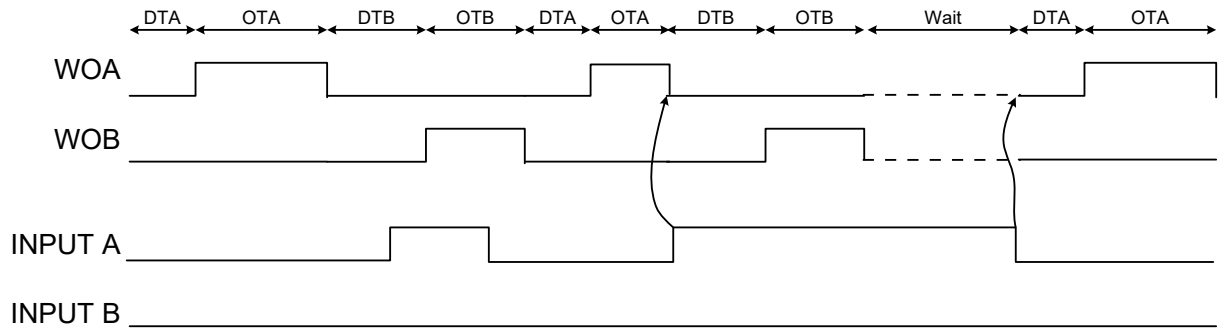 DTA OTA DTB OTB DTA OTA DTB OTB Wait DTA OTA
WOA
WOB
INPUT A
INPUT B